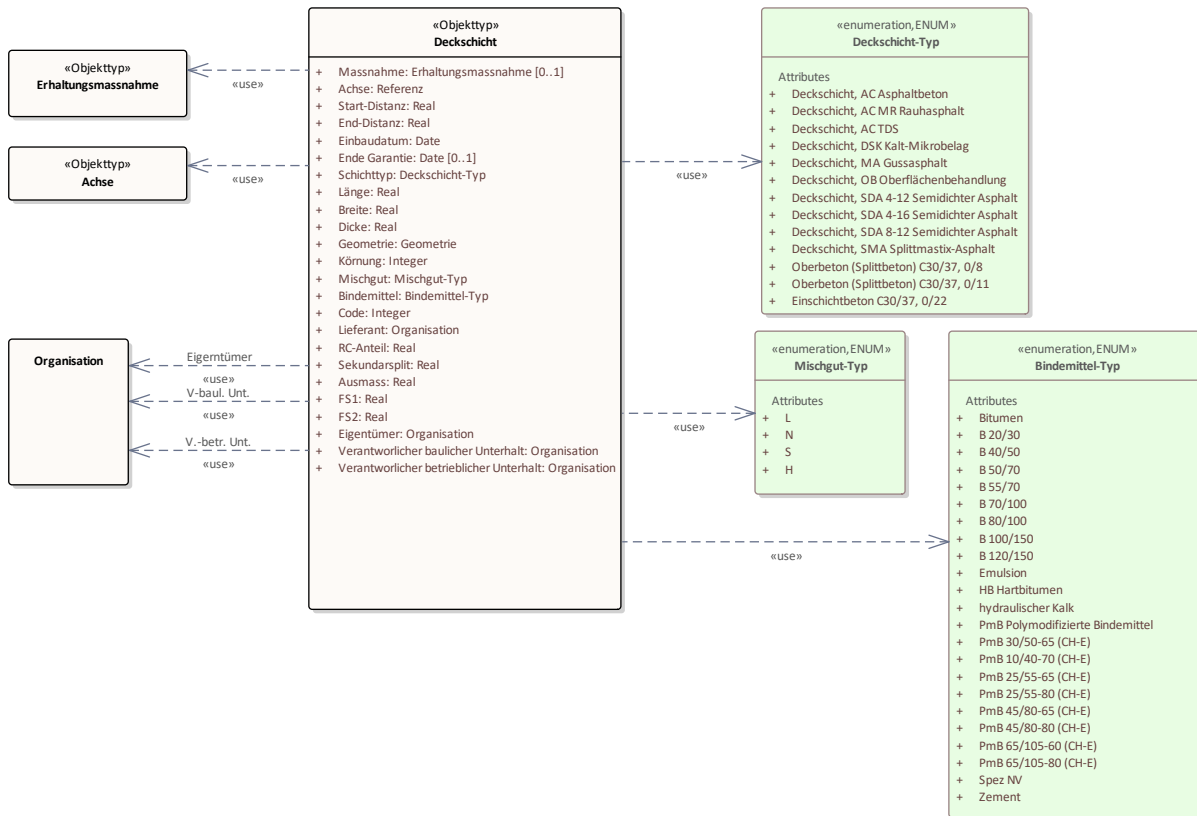 «Objekttyp»
Erhaltungsmassnahme
«use»
«Objekttyp»
Achse
«use»
Organisation
Eigerntümer
«use»
V-baul. Unt.
«use»
V.-betr. Unt.
«use»
«Objekttyp»
Deckschicht
+ Massnahme: Erhaltungsmassnahme [0..1]
+ Achse: Referenz
+ Start-Distanz: Real
+ End-Distanz: Real
+ Einbaudatum: Date
+ Ende Garantie: Date [0..1]
+ Schichttyp: Deckschicht-Typ
+ Länge: Real
+ Breite: Real
+ Dicke: Real
+ Geometrie: Geometrie
+ Körnung: Integer
+ Mischgut: Mischgut-Typ
+ Bindemittel: Bindemittel-Typ
+ Code: Integer
+ Lieferant: Organisation
+ RC-Anteil: Real
+ Sekundarsplit: Real
+ Ausmass: Real
+ FS1: Real
+ FS2: Real
+ Eigentümer: Organisation
+ Verantworlicher baulicher Unterhalt: Organisation
+ Verantworlicher betrieblicher Unterhalt: Organisation
«use»
«use»
«use»
«enumeration,ENUM»
Deckschicht-Typ
Attributes
+ Deckschicht, AC Asphaltbeton
+ Deckschicht, AC MR Rauhasphalt
+ Deckschicht, AC TDS
+ Deckschicht, DSK Kalt-Mikrobelag
+ Deckschicht, MA Gussasphalt
+ Deckschicht, OB Oberflächenbehandlung
+ Deckschicht, SDA 4-12 Semidichter Asphalt
+ Deckschicht, SDA 4-16 Semidichter Asphalt
+ Deckschicht, SDA 8-12 Semidichter Asphalt
+ Deckschicht, SMA Splittmastix-Asphalt
+ Oberbeton (Splittbeton) C30/37, 0/8
+ Oberbeton (Splittbeton) C30/37, 0/11
+ Einschichtbeton C30/37, 0/22
«enumeration,ENUM»
Mischgut-Typ
Attributes
+ L
+ N
+ S
+ H
«enumeration,ENUM»
Bindemittel-Typ
Attributes
+ Bitumen
+ B 20/30
+ B 40/50
+ B 50/70
+ B 55/70
+ B 70/100
+ B 80/100
+ B 100/150
+ B 120/150
+ Emulsion
+ HB Hartbitumen
+ hydraulischer Kalk
+ PmB Polymodifizierte Bindemittel
+ PmB 30/50-65 (CH-E)
+ PmB 10/40-70 (CH-E)
+ PmB 25/55-65 (CH-E)
+ PmB 25/55-80 (CH-E)
+ PmB 45/80-65 (CH-E)
+ PmB 45/80-80 (CH-E)
+ PmB 65/105-60 (CH-E)
+ PmB 65/105-80 (CH-E)
+ Spez NV
+ Zement